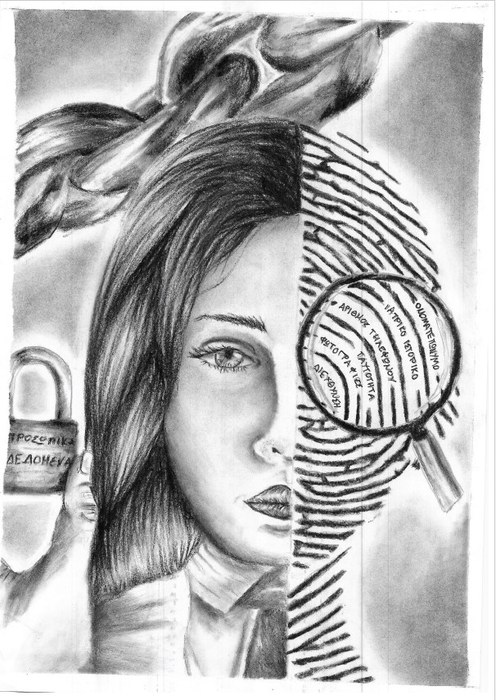 ΠΡΟΣΩΠΙΚΑ
ΔΕΔΟΜΕΝΑ
ΑΡΙΘΜΟΣ ΤΗΛΕΦΩΝΟΥ
ΙΑΤΡΙΚΟ ΙΣΤΟΡΙΚΟ
ΟΝΟΜΑΤΕΠΩΝΥΜΟ
ΦΩΤΟΓΡΑΦΙΕΣ
ΤΑΥΤΟΤΗΤΑ
ΔΙΕΥΘΥΝΣΗ